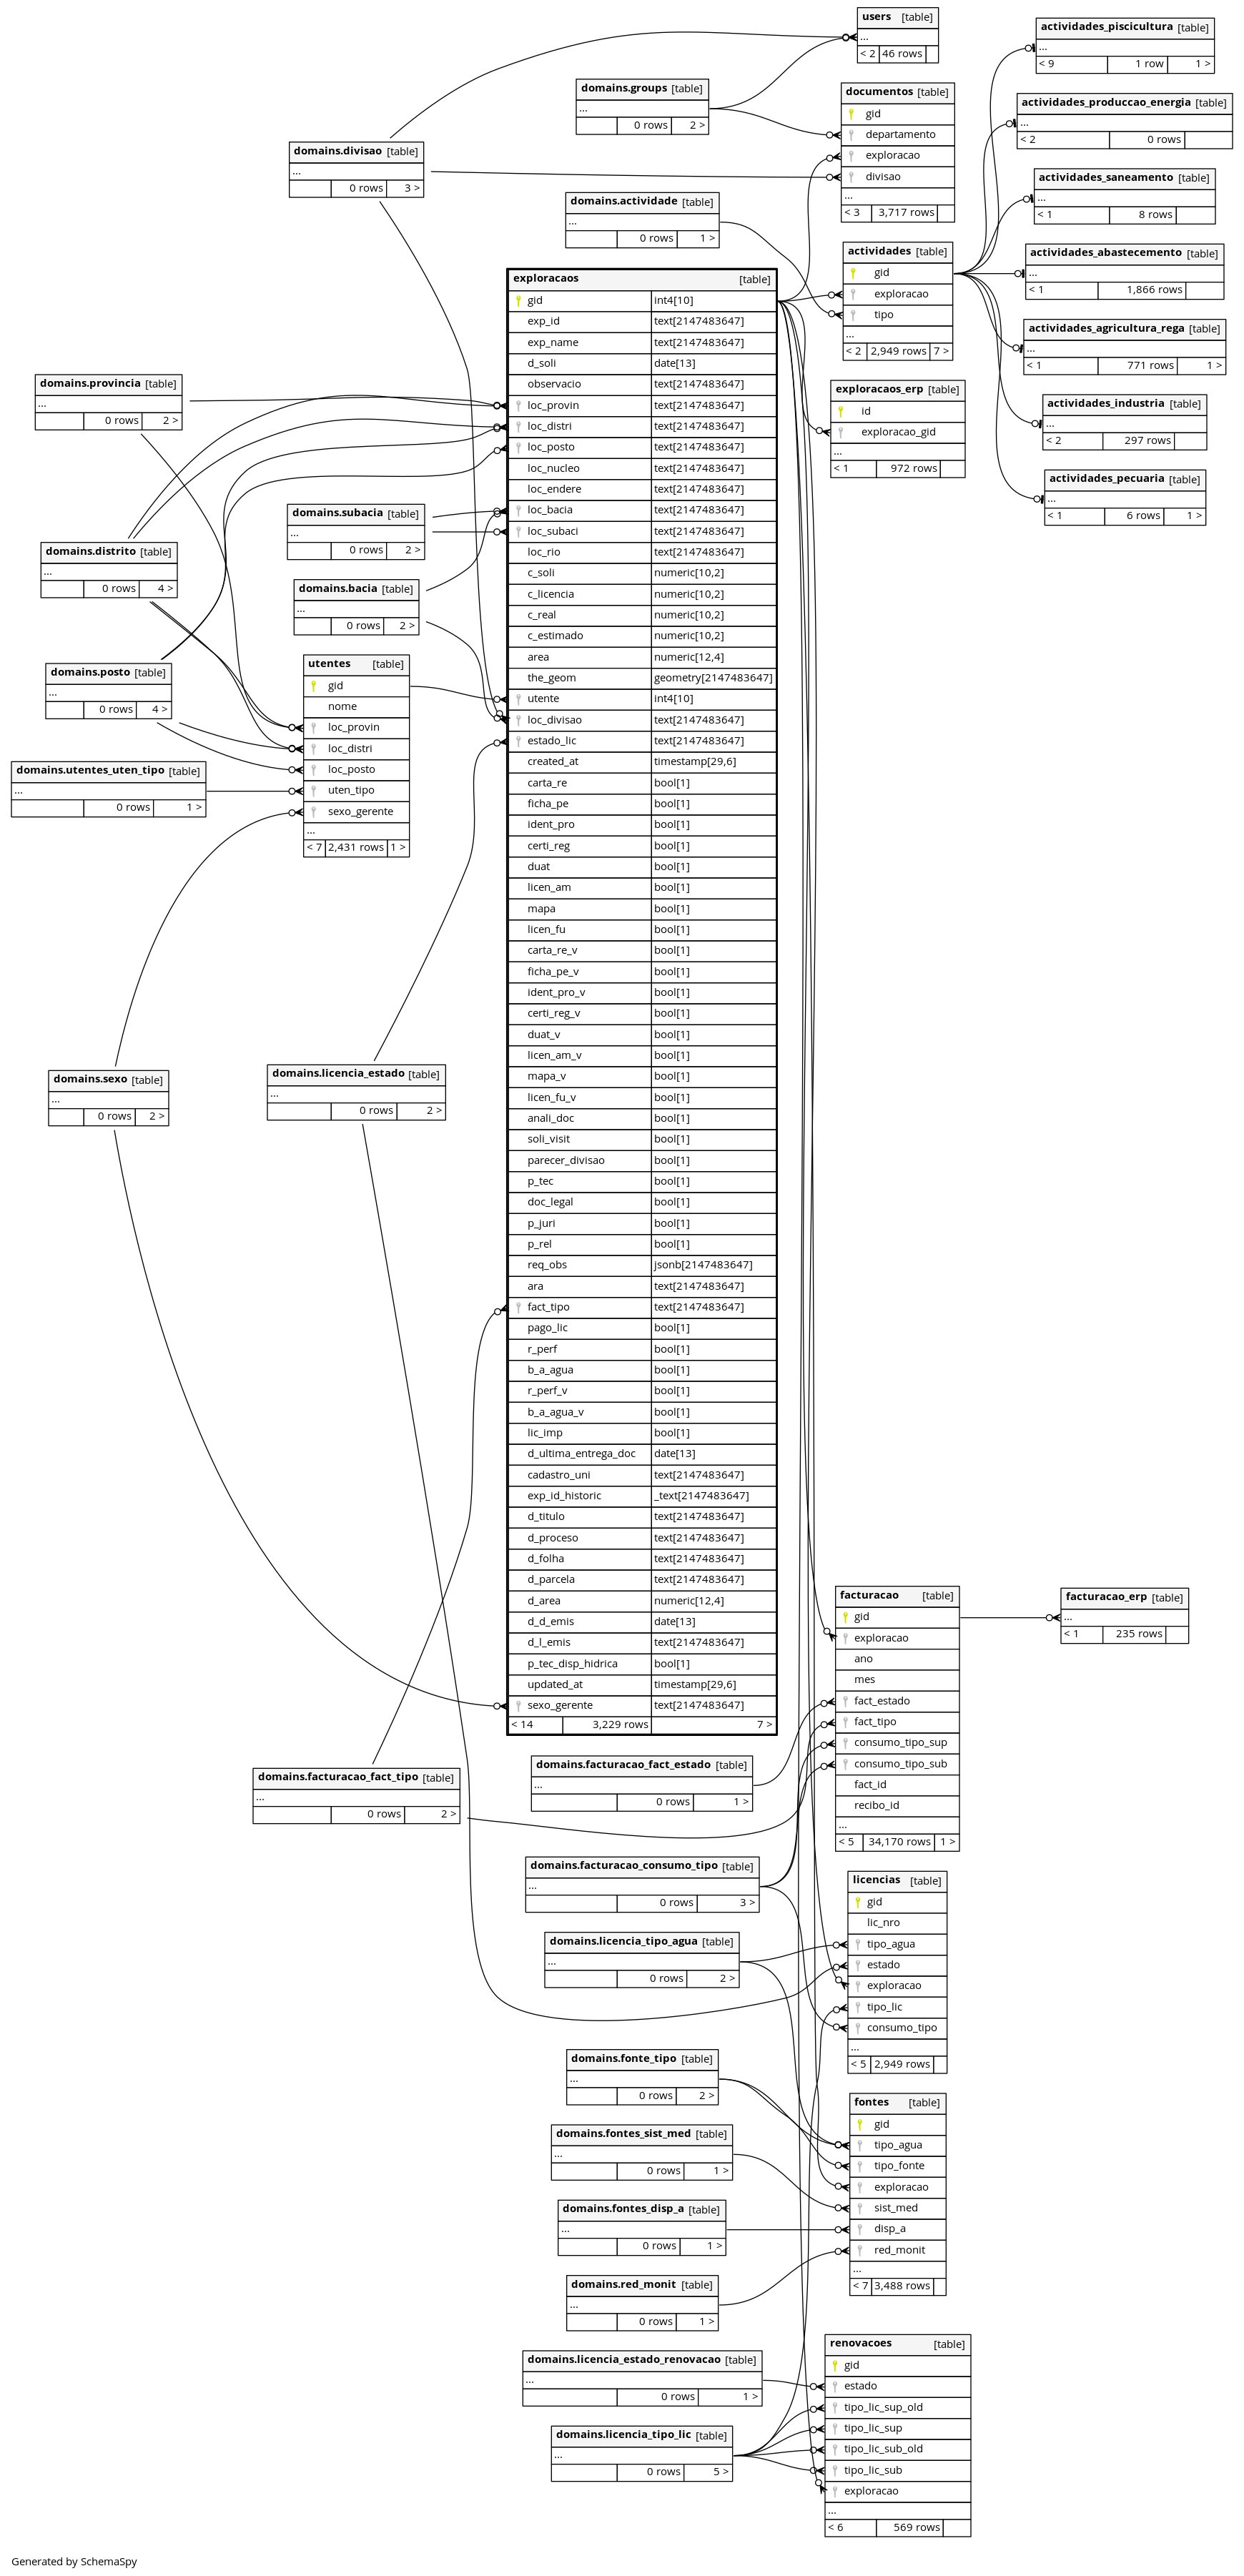 users [table]
...
< 2 46 rows
actividades_piscicultura [table]
...
< 9 1 row 1 >
domains.groups [table]
...
0 rows 2 >
documentos [table]
gid
departamento
exploracao
divisao
...
< 3 3,717 rows
actividades_produccao_energia [table]
...
< 2 0 rows
domains.divisao [table]
...
0 rows 3 >
actividades_saneamento [table]
...
< 1 8 rows
domains.actividade [table]
...
0 rows 1 >
actividades [table]
gid
exploracao
tipo
...
< 2 2,949 rows 7 >
actividades_abastecemento [table]
...
< 1 1,866 rows
actividades_agricultura_rega [table]
...
< 1 771 rows 1 >
exploracaos_erp [table]
id
exploracao_gid
...
< 1 972 rows
actividades_industria [table]
...
< 2 297 rows
actividades_pecuaria [table]
...
< 1 6 rows 1 >
exploracaos [table]
gid int4[10]
exp_id text[2147483647]
exp_name text[2147483647]
d_soli date[13]
observacio text[2147483647]
loc_provin text[2147483647]
loc_distri text[2147483647]
loc_posto text[2147483647]
loc_nucleo text[2147483647]
loc_endere text[2147483647]
loc_bacia text[2147483647]
loc_subaci text[2147483647]
loc_rio text[2147483647]
c_soli numeric[10,2]
c_licencia numeric[10,2]
c_real numeric[10,2]
c_estimado numeric[10,2]
area numeric[12,4]
the_geom geometry[2147483647]
utente int4[10]
loc_divisao text[2147483647]
estado_lic text[2147483647]
created_at timestamp[29,6]
carta_re bool[1]
ficha_pe bool[1]
ident_pro bool[1]
certi_reg bool[1]
duat bool[1]
licen_am bool[1]
mapa bool[1]
licen_fu bool[1]
carta_re_v bool[1]
ficha_pe_v bool[1]
ident_pro_v bool[1]
certi_reg_v bool[1]
duat_v bool[1]
licen_am_v bool[1]
mapa_v bool[1]
licen_fu_v bool[1]
anali_doc bool[1]
soli_visit bool[1]
parecer_divisao bool[1]
p_tec bool[1]
doc_legal bool[1]
p_juri bool[1]
p_rel bool[1]
req_obs jsonb[2147483647]
ara text[2147483647]
fact_tipo text[2147483647]
pago_lic bool[1]
r_perf bool[1]
b_a_agua bool[1]
r_perf_v bool[1]
b_a_agua_v bool[1]
lic_imp bool[1]
d_ultima_entrega_doc date[13]
cadastro_uni text[2147483647]
exp_id_historic _text[2147483647]
d_titulo text[2147483647]
d_proceso text[2147483647]
d_folha text[2147483647]
d_parcela text[2147483647]
d_area numeric[12,4]
d_d_emis date[13]
d_l_emis text[2147483647]
p_tec_disp_hidrica bool[1]
updated_at timestamp[29,6]
sexo_gerente text[2147483647]
< 14 3,229 rows 7 >
domains.provincia [table]
...
0 rows 2 >
domains.subacia [table]
...
0 rows 2 >
domains.distrito [table]
...
0 rows 4 >
domains.bacia [table]
...
0 rows 2 >
domains.posto [table]
...
0 rows 4 >
utentes [table]
gid
nome
loc_provin
loc_distri
loc_posto
uten_tipo
sexo_gerente
...
< 7 2,431 rows 1 >
domains.utentes_uten_tipo [table]
...
0 rows 1 >
domains.sexo [table]
...
0 rows 2 >
domains.licencia_estado [table]
...
0 rows 2 >
facturacao [table]
gid
exploracao
ano
mes
fact_estado
fact_tipo
consumo_tipo_sup
consumo_tipo_sub
fact_id
recibo_id
...
< 5 34,170 rows 1 >
facturacao_erp [table]
...
< 1 235 rows
domains.facturacao_fact_estado [table]
...
0 rows 1 >
domains.facturacao_fact_tipo [table]
...
0 rows 2 >
domains.facturacao_consumo_tipo [table]
...
0 rows 3 >
licencias [table]
gid
lic_nro
tipo_agua
estado
exploracao
tipo_lic
consumo_tipo
...
< 5 2,949 rows
domains.licencia_tipo_agua [table]
...
0 rows 2 >
domains.fonte_tipo [table]
...
0 rows 2 >
fontes [table]
gid
tipo_agua
tipo_fonte
exploracao
sist_med
disp_a
red_monit
...
< 7 3,488 rows
domains.fontes_sist_med [table]
...
0 rows 1 >
domains.fontes_disp_a [table]
...
0 rows 1 >
domains.red_monit [table]
...
0 rows 1 >
renovacoes [table]
gid
estado
tipo_lic_sup_old
tipo_lic_sup
tipo_lic_sub_old
tipo_lic_sub
exploracao
...
< 6 569 rows
domains.licencia_estado_renovacao [table]
...
0 rows 1 >
domains.licencia_tipo_lic [table]
...
0 rows 5 >
Generated by SchemaSpy